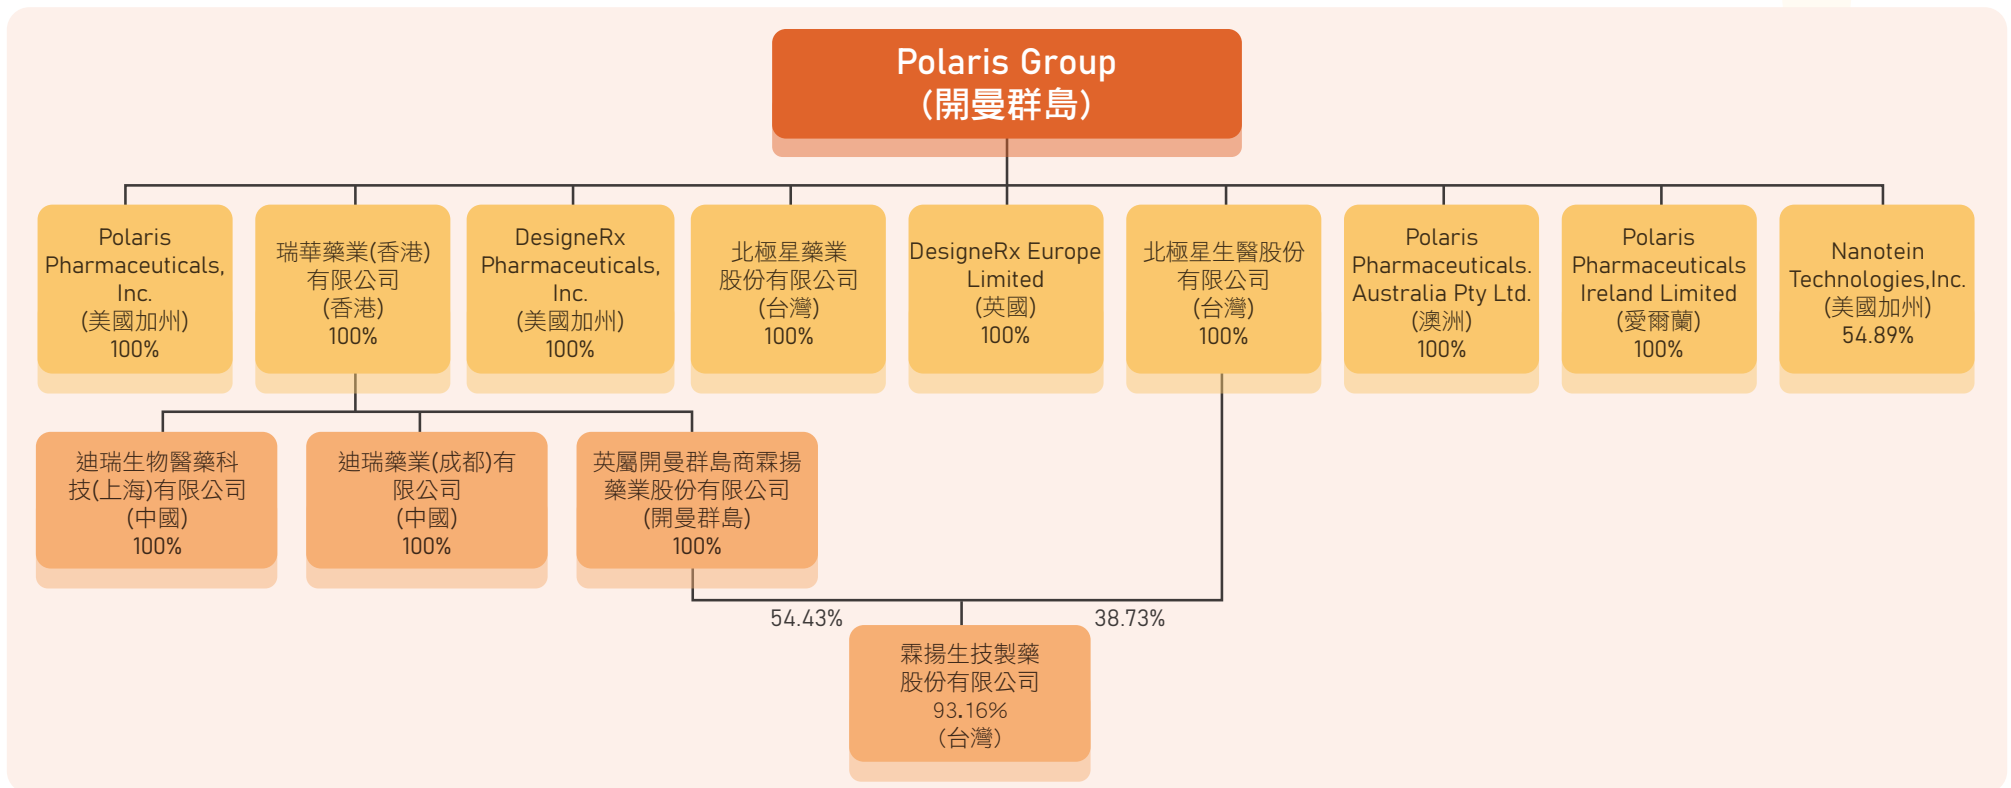 Polaris Group
(開曼群島)
Polaris
Pharmaceuticals,
Inc.
(美國加州)
100%
瑞華藥業(香港)
有限公司
(香港)
100%
DesigneRx
Pharmaceuticals,
Inc.
(美國加州)
100%
北極星藥業
股份有限公司
(台灣)
100%
DesigneRx Europe
Limited
(英國)
100%
北極星生醫股份
有限公司
(台灣)
100%
Polaris
Pharmaceuticals.
Australia Pty Ltd.
(澳洲)
100%
Polaris
Pharmaceuticals
Ireland Limited
(愛爾蘭)
100%
Nanotein
Technologies,Inc.
(美國加州)
54.89%
迪瑞生物醫藥科
技(上海)有限公司
(中國)
100%
迪瑞藥業(成都)有
限公司
(中國)
100%
英屬開曼群島商霖揚
藥業股份有限公司
(開曼群島)
100%
54.43%
38.73%
霖揚生技製藥
股份有限公司
93.16%
(台灣)